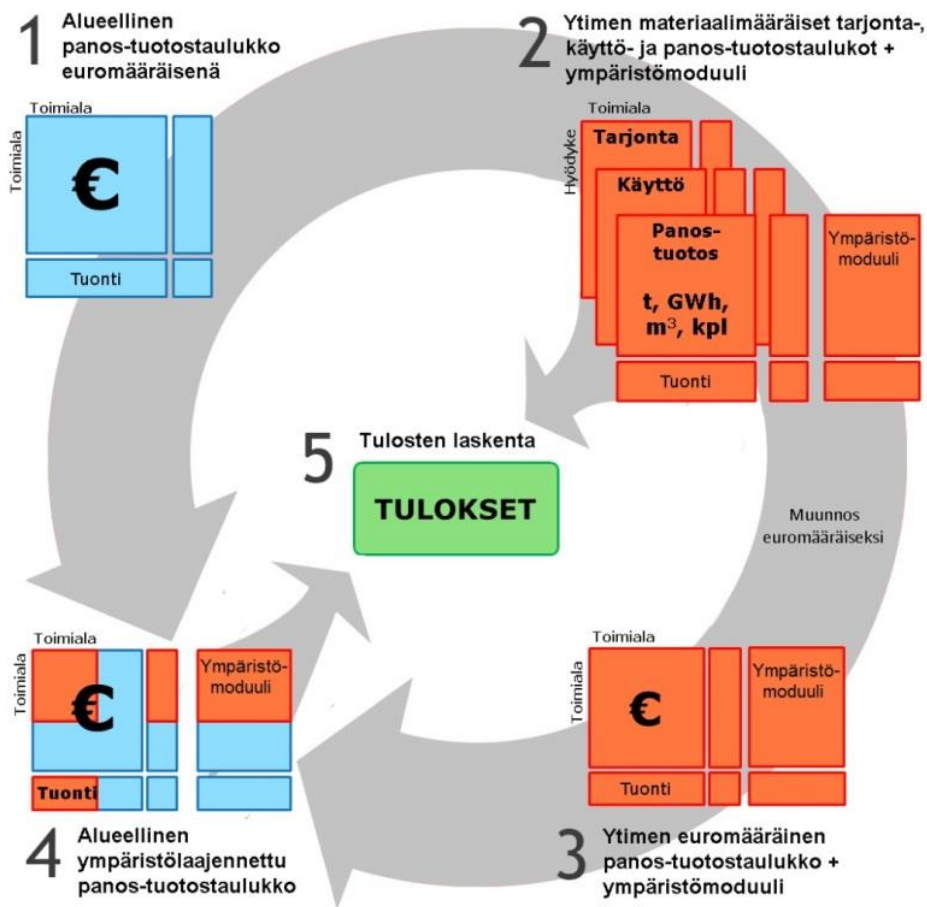 1 Alueellinen
panos-tuotostaulukko
euromääräisenä
Toimiala
Toimiala
€
Tuonti
2 Ytimen materiaalimääräiset tarjonta-,
käyttö- ja panos-tuotostaulukot +
ympäristömoduuli
Toimiala
Hyödyke
Tarjonta
Käyttö
Panos-
tuotos
t, GWh,
m³, kpl
Tuonti
Ympäristö-
moduuli
5 Tulosten laskenta
TULOKSET
Muunnos
euromääräiseksi
Toimiala
Toimiala
€
Tuonti
Ympäristö-
moduuli
4 Alueellinen
ympäristölaajennettu
panos-tuotostaulukko
Toimiala
Toimiala
€
Tuonti
Ympäristö-
moduuli
3 Ytimen euromääräinen
panos-tuotostaulukko +
ympäristömoduuli